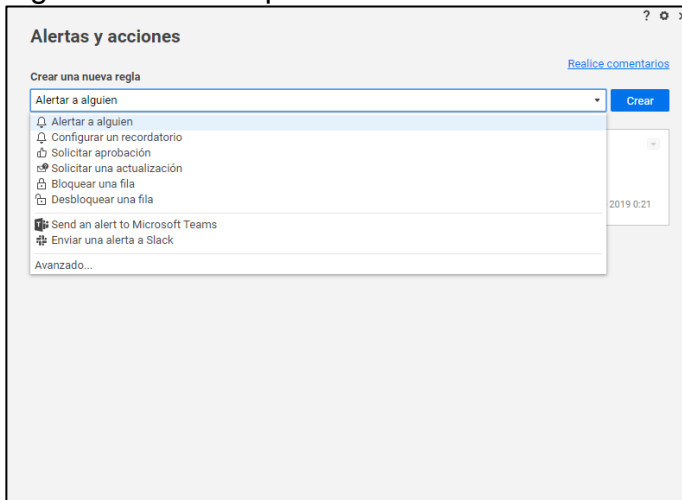 ?
Alertas y acciones
Realice comentarios
Crear una nueva regla
Alertar a alguien
Crear
Alertar a alguien
Configurar un recordatorio
Solicitar aprobación
Solicitar una actualización
Bloquear una fila
Desbloquear una fila
2019 0:21
Send an alert to Microsoft Teams
Enviar una alerta a Slack
Avanzado...